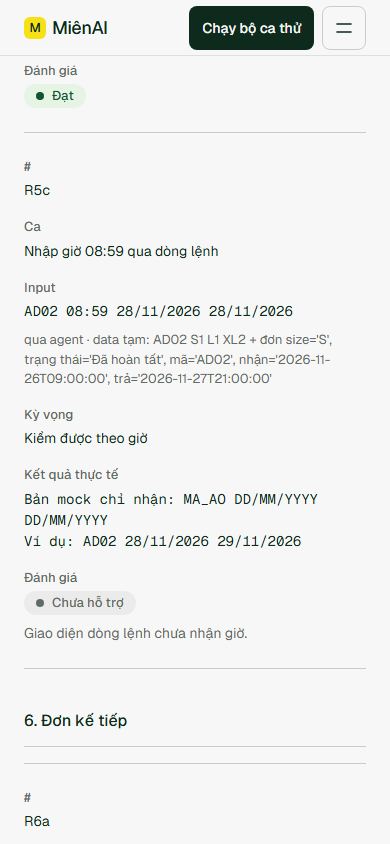 M MiênAI
Chạy bộ ca thử
Đánh giá
Đạt
#
R5c
Ca
Nhập giờ 08:59 qua dòng lệnh
Input
AD02 08:59 28/11/2026 28/11/2026
qua agent · data tạm: AD02 S1 L1 XL2 + đơn size='S',
trạng thái='Đã hoàn tất', mã='AD02', nhận='2026-11-
26T09:00:00', trả='2026-11-27T21:00:00'
Kỳ vọng
Kiểm được theo giờ
Kết quả thực tế
Bản mock chỉ nhận: MA_AO DD/MM/YYYY
DD/MM/YYYY
Ví dụ: AD02 28/11/2026 29/11/2026
Đánh giá
Chưa hỗ trợ
Giao diện dòng lệnh chưa nhận giờ.
6. Đơn kế tiếp
#
R6a